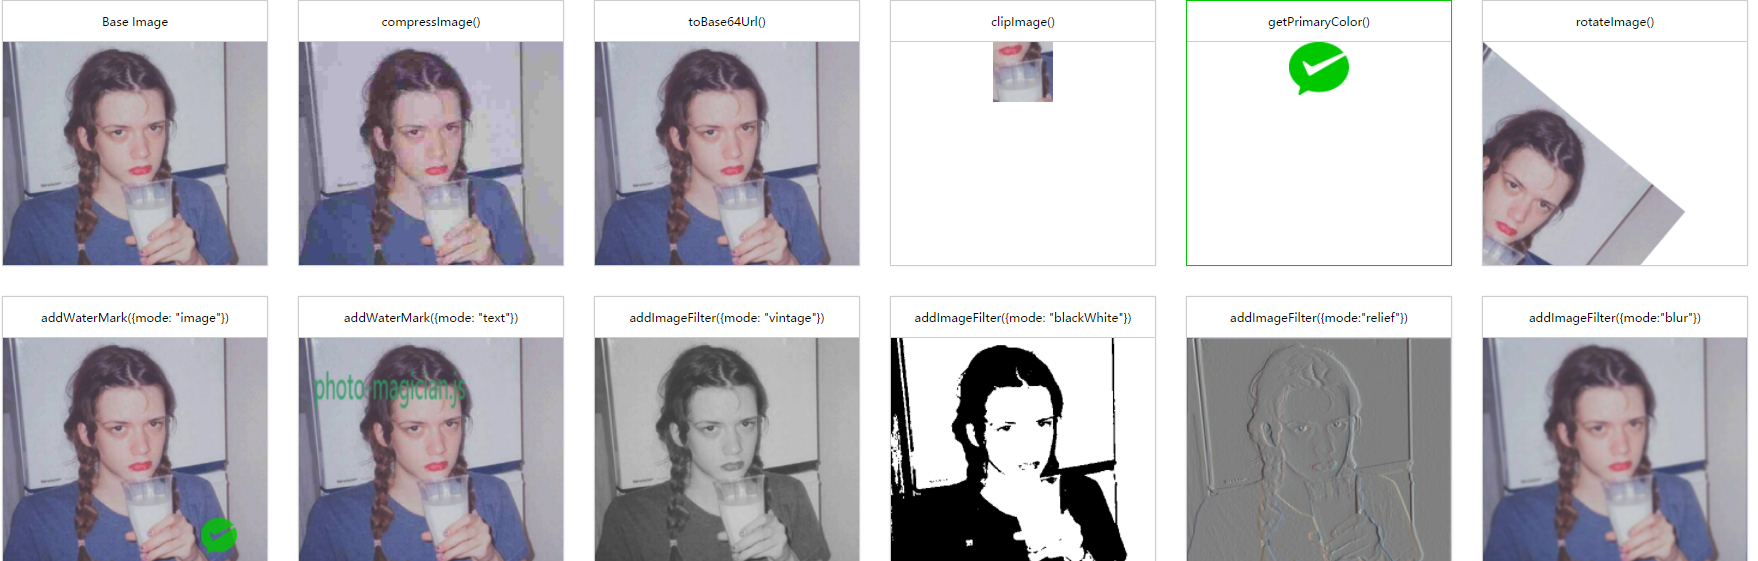 Base Image
compressImage()
toBase64Url()
clipImage()
getPrimaryColor()
rotateImage()
addWaterMark({mode: "image"})
addWaterMark({mode: "text"})
addImageFilter({mode: "vintage"})
addImageFilter({mode: "blackWhite"})
addImageFilter({mode:"relief"})
addImageFilter({mode:"blur"})
photo-magician.js